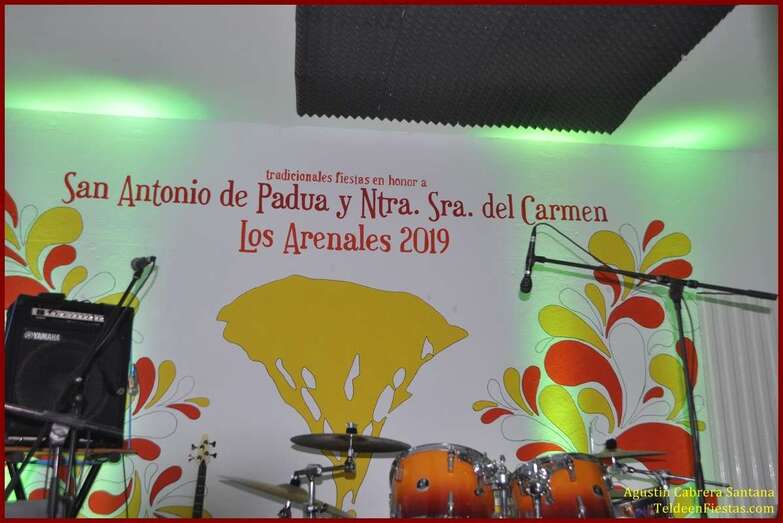 tradicionales fiestas en honor a
San Antonio de Padua y Ntra. Sra. del Carmen
Los Arenales 2019
YAMAHA
Agustín Cabrera Santana
TeldeenFiestas.com